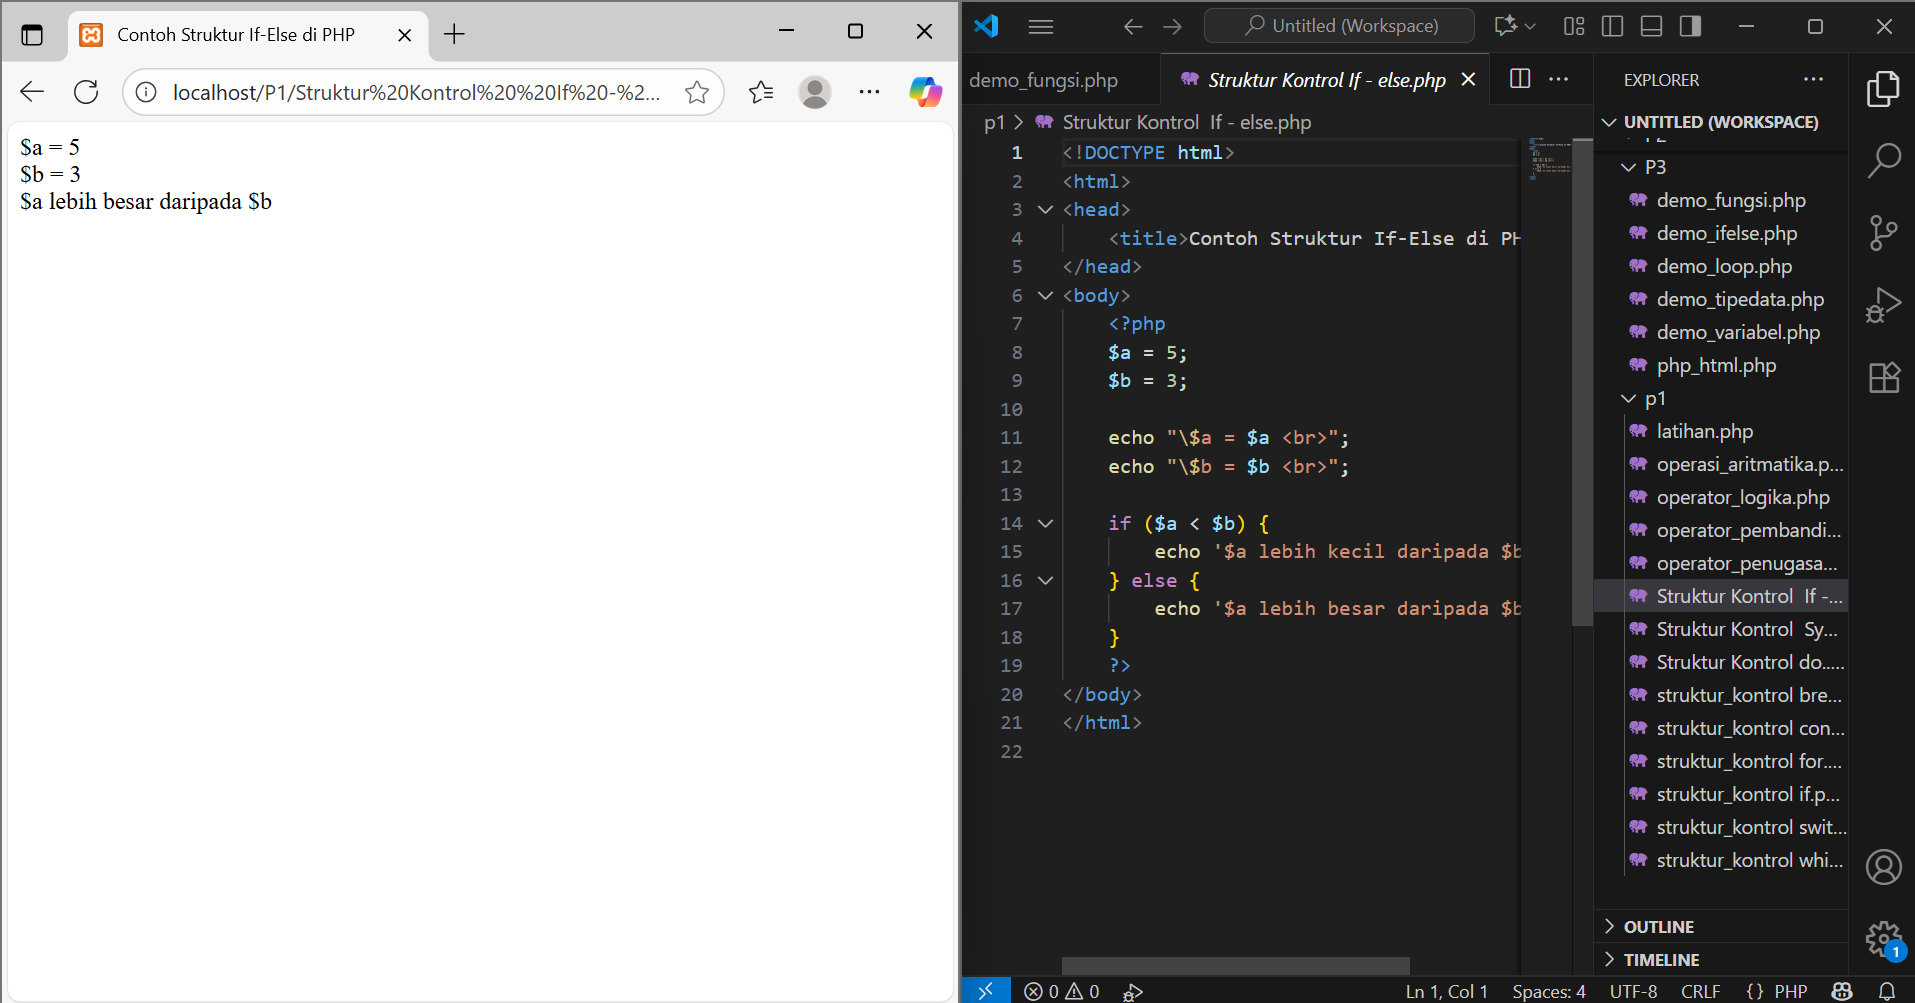 Contoh Struktur If-Else di PHP
localhost/P1/Struktur%20Kontrol%20%20If%20-%2...
$a = 5
$b = 3
$a lebih besar daripada $b
Untitled (Workspace)
demo_fungsi.php
Struktur Kontrol If - else.php
p1 > Struktur Kontrol  If - else.php
1 <!DOCTYPE html>
2 <html>
3 <head>
4 <title>Contoh Struktur If-Else di PH
5 </head>
6 <body>
7 <?php
8 $a = 5;
9 $b = 3;
10
11 echo "\$a = $a <br>";
12 echo "\$b = $b <br>";
13
14 if ($a < $b) {
15 echo '$a lebih kecil daripada $b
16 } else {
17 echo '$a lebih besar daripada $b
18 }
19 ?>
20 </body>
21 </html>
22
EXPLORER
UNTITLED (WORKSPACE)
P3
demo_fungsi.php
demo_ifelse.php
demo_loop.php
demo_tipedata.php
demo_variabel.php
php_html.php
p1
latihan.php
operasi_aritmatika.p...
operator_logika.php
operator_pembandi...
operator_penugasa...
Struktur Kontrol  If -...
Struktur Kontrol  Sy...
Struktur Kontrol do....
struktur_kontrol bre...
struktur_kontrol con...
struktur_kontrol for....
struktur_kontrol if.p...
struktur_kontrol swit...
struktur_kontrol whi...
OUTLINE
TIMELINE
1
0 0
Ln 1, Col 1 Spaces: 4 UTF-8 CRLF {} PHP